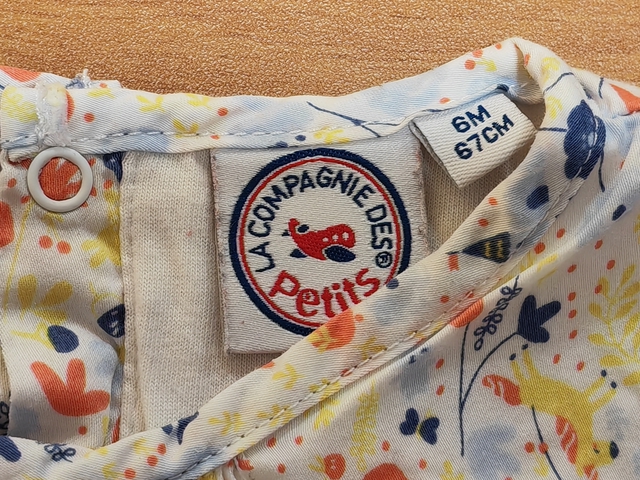 LA COMPAGNIE DES®
Petits
6M
67CM